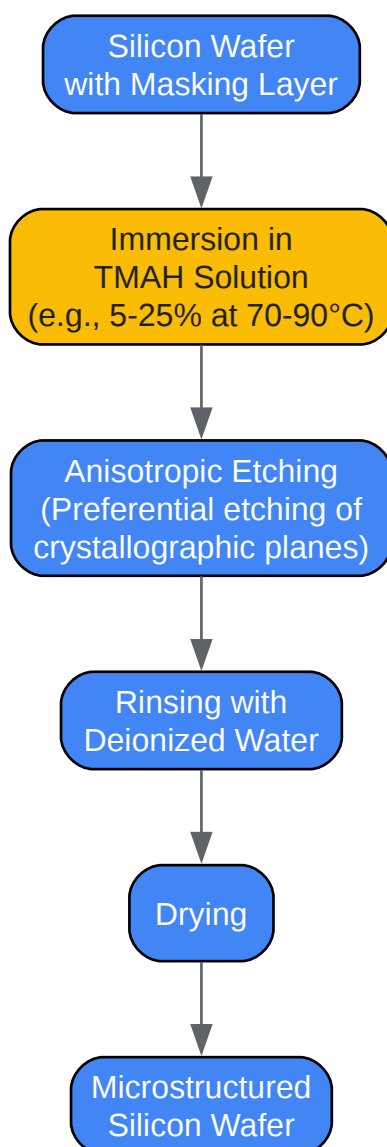 Silicon Wafer
with Masking Layer
Immersion in
TMAH Solution
(e.g., 5-25% at 70-90°C)
Anisotropic Etching
(Preferential etching of
crystallographic planes)
Rinsing with
Deionized Water
Drying
Microstructured
Silicon Wafer